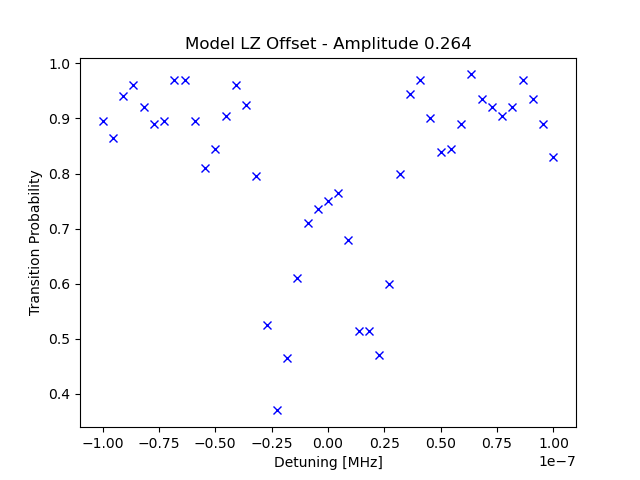 Model LZ Offset - Amplitude 0.264
1.0
0.9
0.8
0.7
0.6
0.5
0.4
Transition Probability
−1.00 −0.75 −0.50 −0.25 0.00 0.25 0.50 0.75 1.00
1e−7
Detuning [MHz]